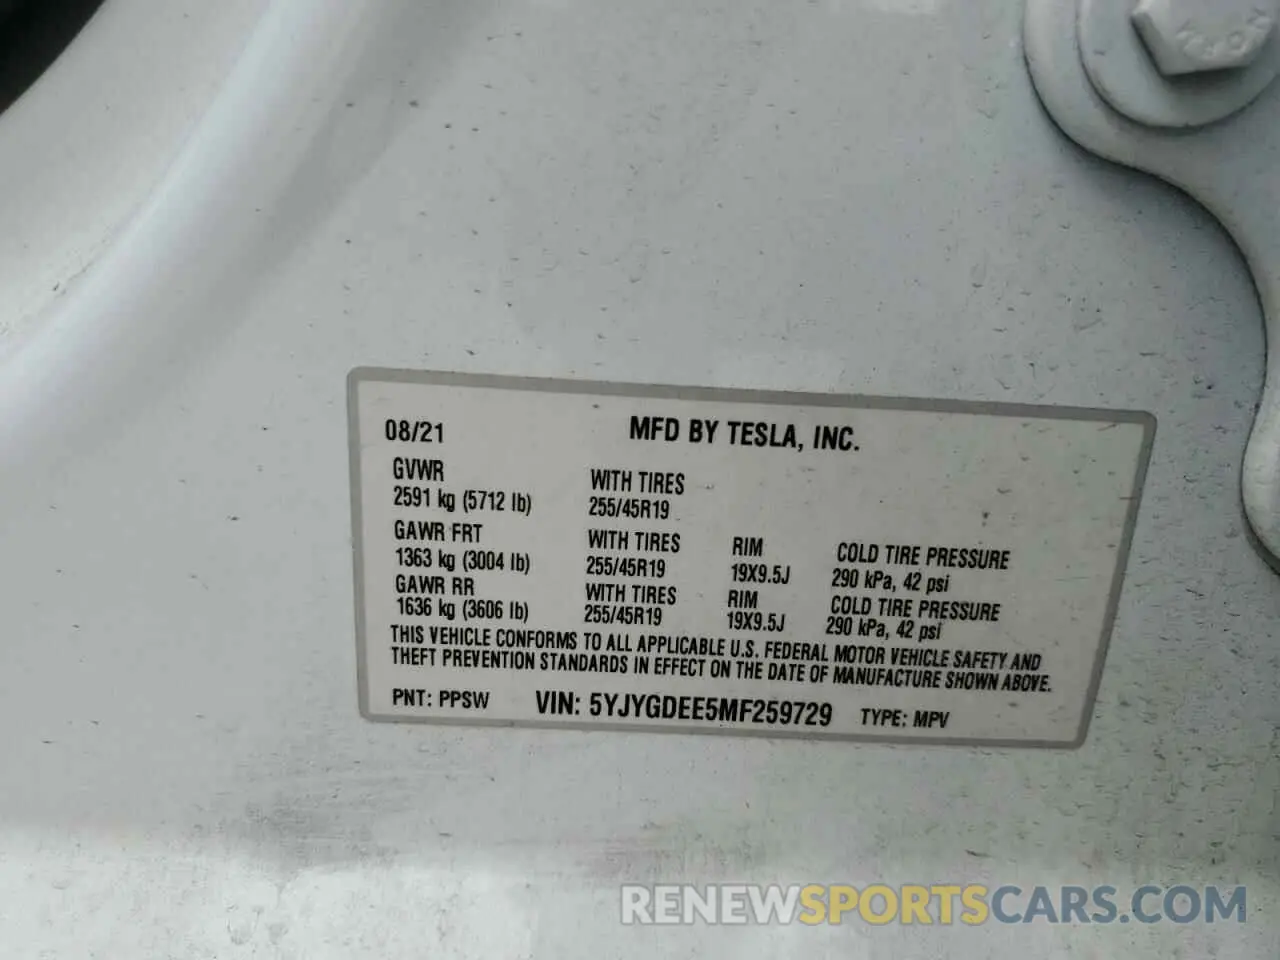 08/21 MFD BY TESLA, INC.
GVWR WITH TIRES
2591 kg (5712 lb) 255/45R19
GAWR FRT WITH TIRES RIM COLD TIRE PRESSURE
1363 kg (3004 lb) 255/45R19 19X9.5J 290 kPa, 42 psi
GAWR RR WITH TIRES RIM COLD TIRE PRESSURE
1636 kg (3606 lb) 255/45R19 19X9.5J 290 kPa, 42 psi
THIS VEHICLE CONFORMS TO ALL APPLICABLE U.S. FEDERAL MOTOR VEHICLE SAFETY AND
THEFT PREVENTION STANDARDS IN EFFECT ON THE DATE OF MANUFACTURE SHOWN ABOVE.
PNT: PPSW VIN: 5YJYGDEE5MF259729 TYPE: MPV
RENEWSPORTSCARS.COM